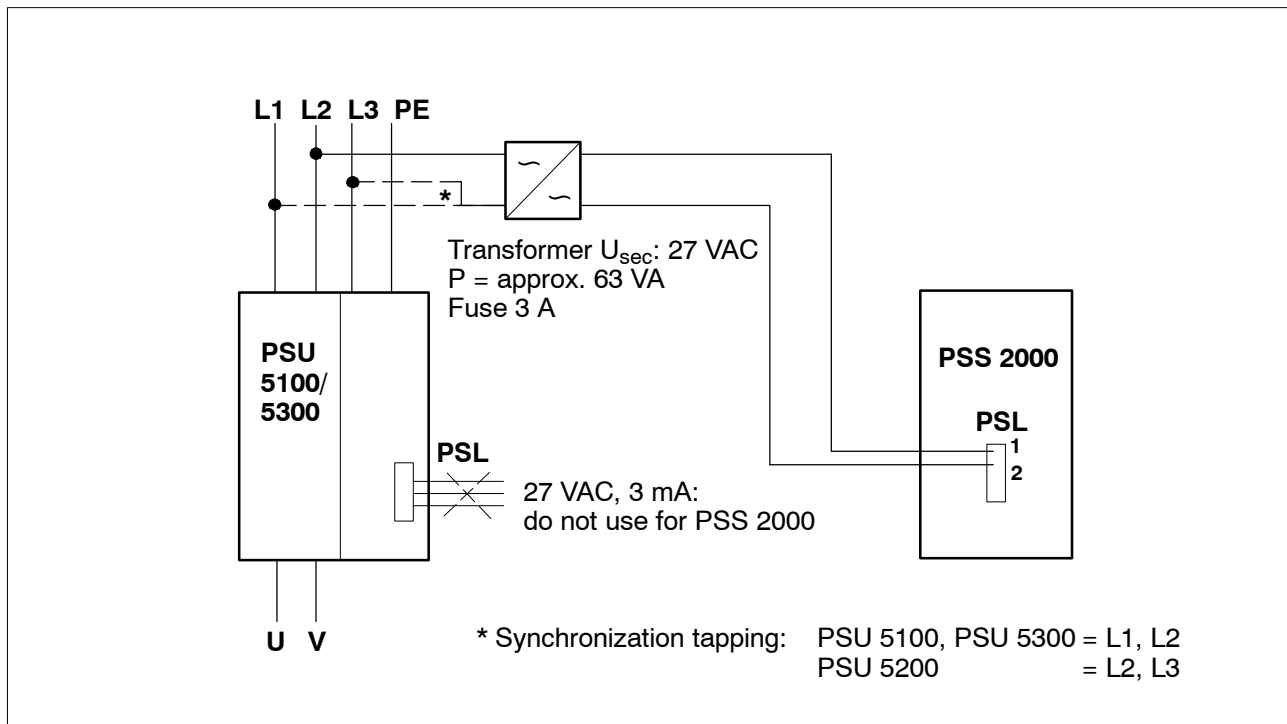 L1 L2 L3 PE
*
Transformer Usec: 27 VAC
P = approx. 63 VA
Fuse 3 A
PSU
5100/
5300
PSL
27 VAC, 3 mA:
do not use for PSS 2000
PSS 2000
PSL
1
2
U V
* Synchronization tapping: PSU 5100, PSU 5300 = L1, L2
PSU 5200 = L2, L3